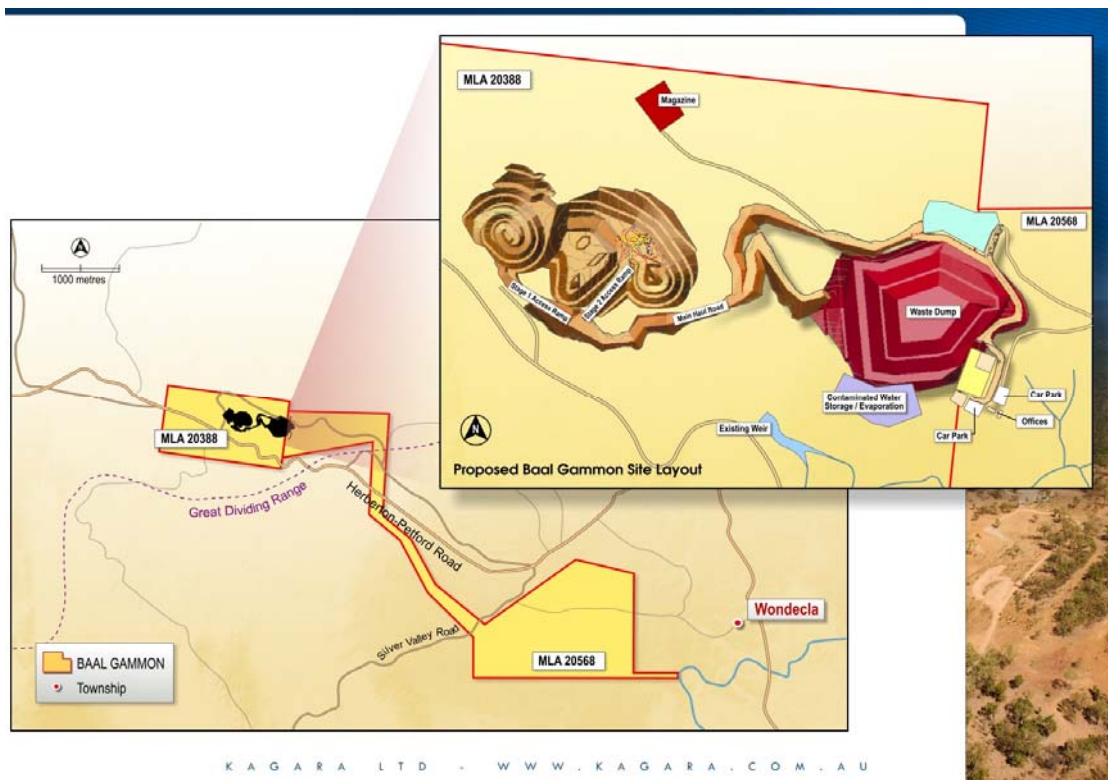 MLA 20388
Magazine
MLA 20568
Stage 1 Access Ramp
Stage 2 Access Ramp
Main Haul Road
Waste Dump
Contaminated Water
Storage / Evaporation
Car Park
Offices
Car Park
Existing Weir
N
Proposed Baal Gammon Site Layout
1000 metres
MLA 20388
Great Dividing Range
Herberton-Petford Road
Silver Valley Road
MLA 20568
Wondecla
BAAL GAMMON
Township
KAGARA LTD - WWW.KAGARA.COM.AU